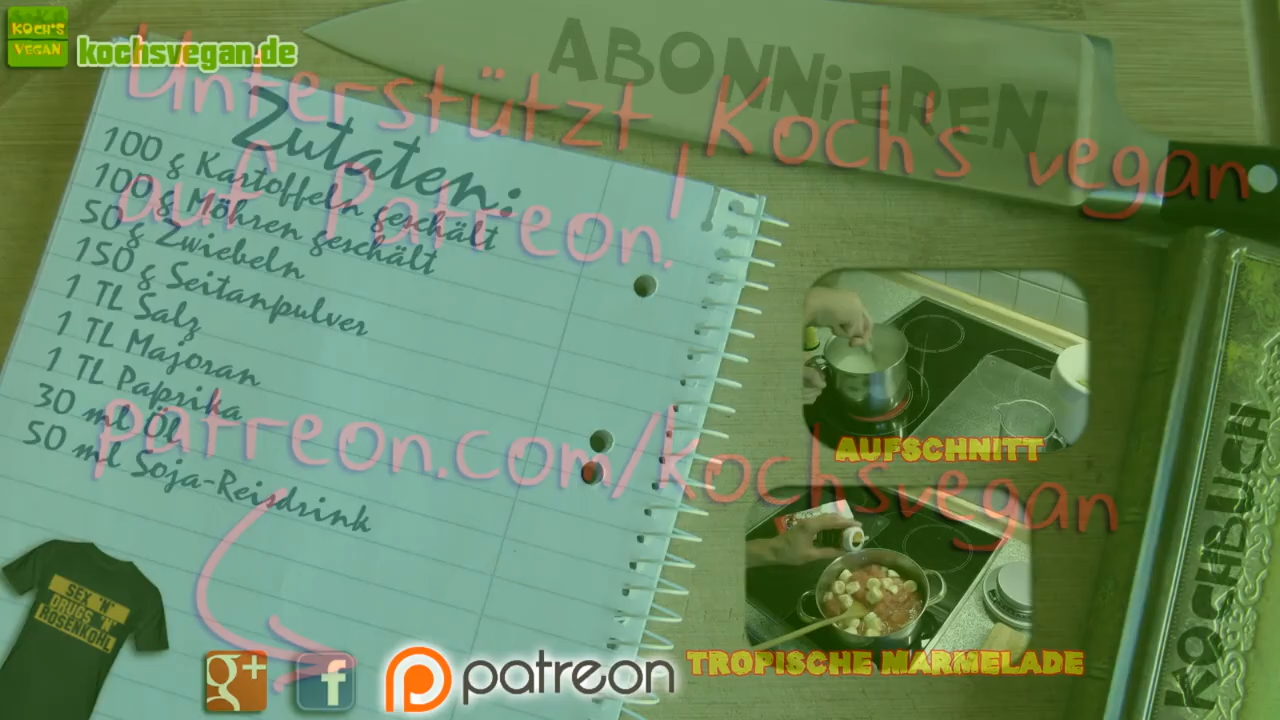 KOCH'S
VEGAN
kochsvegan.de
ABONNiEREN
Unterstützt Koch's vegan
auf Patreon.
Zutaten:
100 g Kartoffeln geschält
100 g Möhren geschält
50 g Zwiebeln
150 g Seitanpulver
1 TL Salz
1 TL Majoran
1 TL Paprika
30 ml Öl
50 ml Soja-Reisdrink
patreon.com/kochsvegan
AUFSCHNITT
TROPISCHE MARMELADE
KOCHBUCH
SEX 'N'
DRUGS 'N'
ROSENKOHL
g+
f
patreon